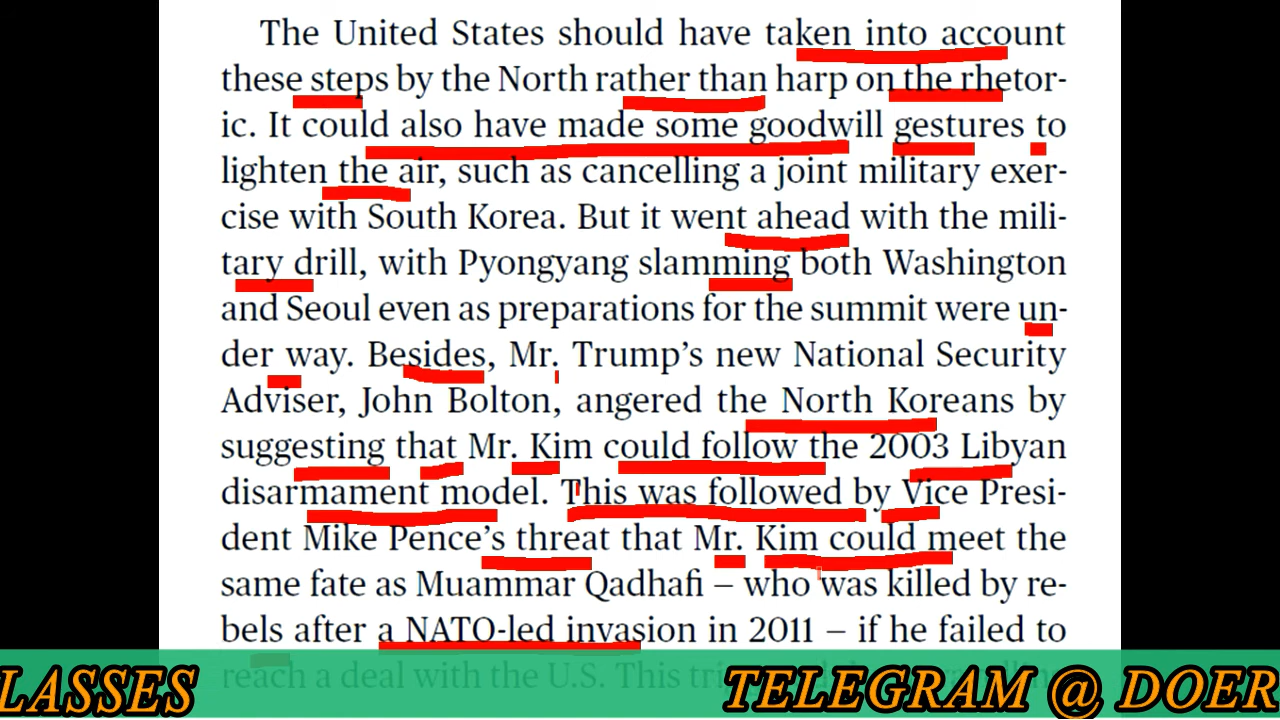 The United States should have taken into account
these steps by the North rather than harp on the rhetor-
ic. It could also have made some goodwill gestures to
lighten the air, such as cancelling a joint military exer-
cise with South Korea. But it went ahead with the mili-
tary drill, with Pyongyang slamming both Washington
and Seoul even as preparations for the summit were un-
der way. Besides, Mr. Trump’s new National Security
Adviser, John Bolton, angered the North Koreans by
suggesting that Mr. Kim could follow the 2003 Libyan
disarmament model. This was followed by Vice Presi-
dent Mike Pence’s threat that Mr. Kim could meet the
same fate as Muammar Qadhafi – who was killed by re-
bels after a NATO-led invasion in 2011 – if he failed to
reach a deal with the U.S. This
LASSES TELEGRAM @ DOER